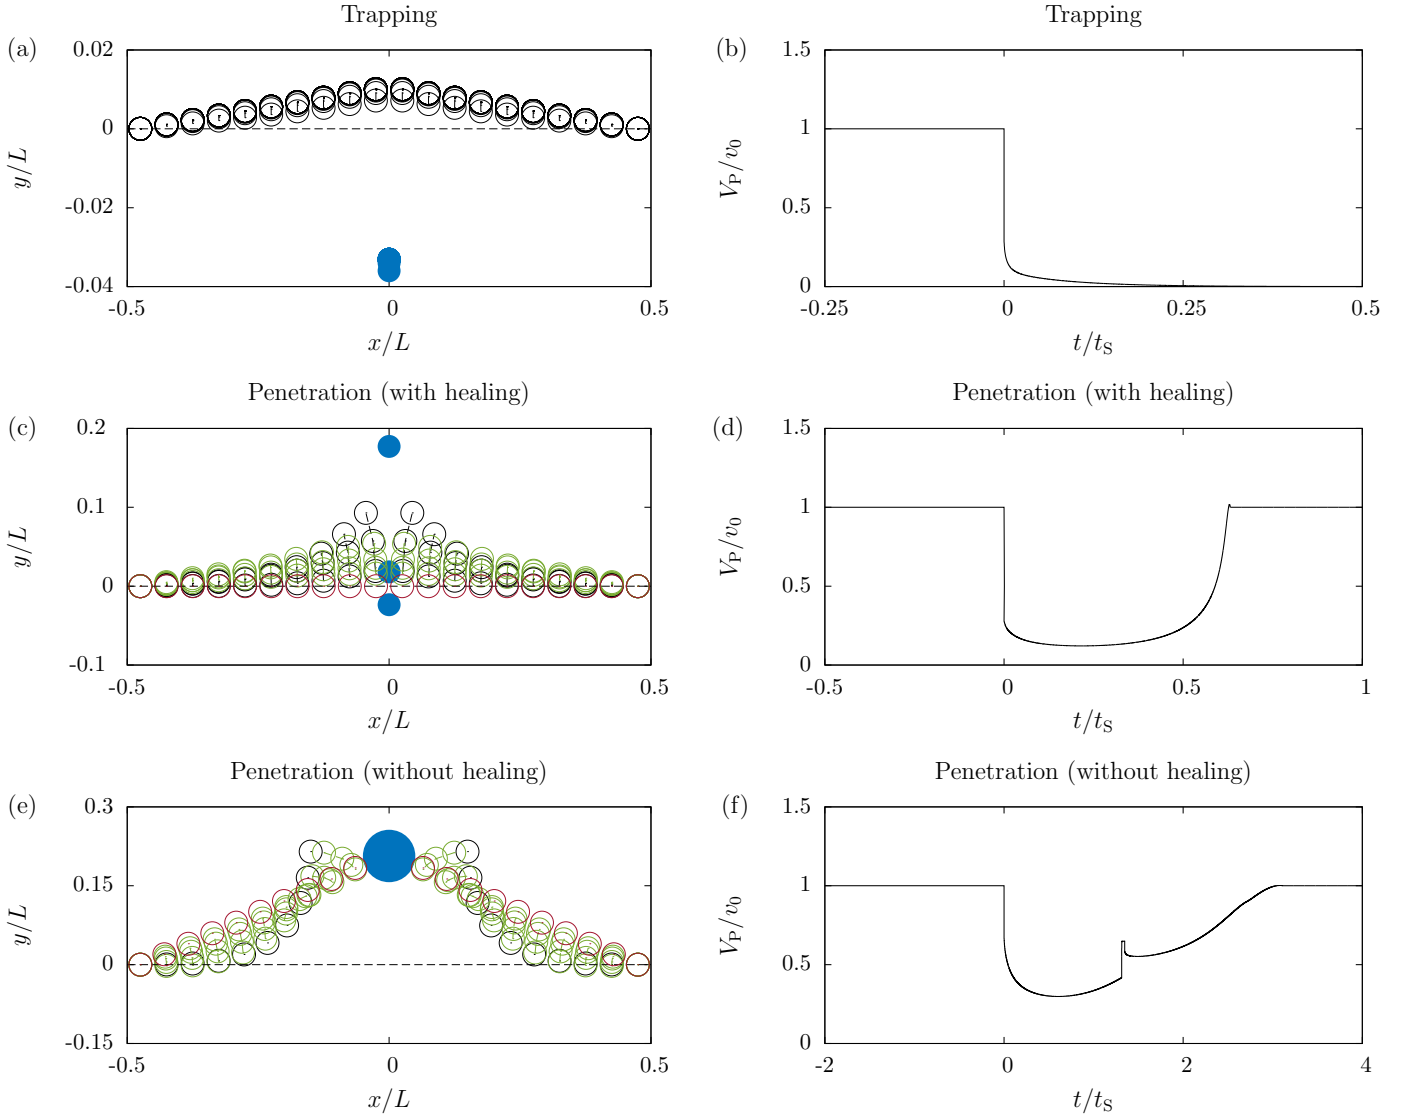 Trapping
(a)
0.02
0
-0.02
-0.04
-0.5
0
0.5
y/L
x/L
Trapping
(b)
1.5
1
0.5
0
-0.25
0
0.25
0.5
V_P/v_0
t/t_S
Penetration (with healing)
(c)
0.2
0.1
0
-0.1
-0.5
0
0.5
y/L
x/L
Penetration (with healing)
(d)
1.5
1
0.5
0
-0.5
0
0.5
1
V_P/v_0
t/t_S
Penetration (without healing)
(e)
0.3
0.15
0
-0.15
-0.5
0
0.5
y/L
x/L
Penetration (without healing)
(f)
1.5
1
0.5
0
-2
0
2
4
V_P/v_0
t/t_S